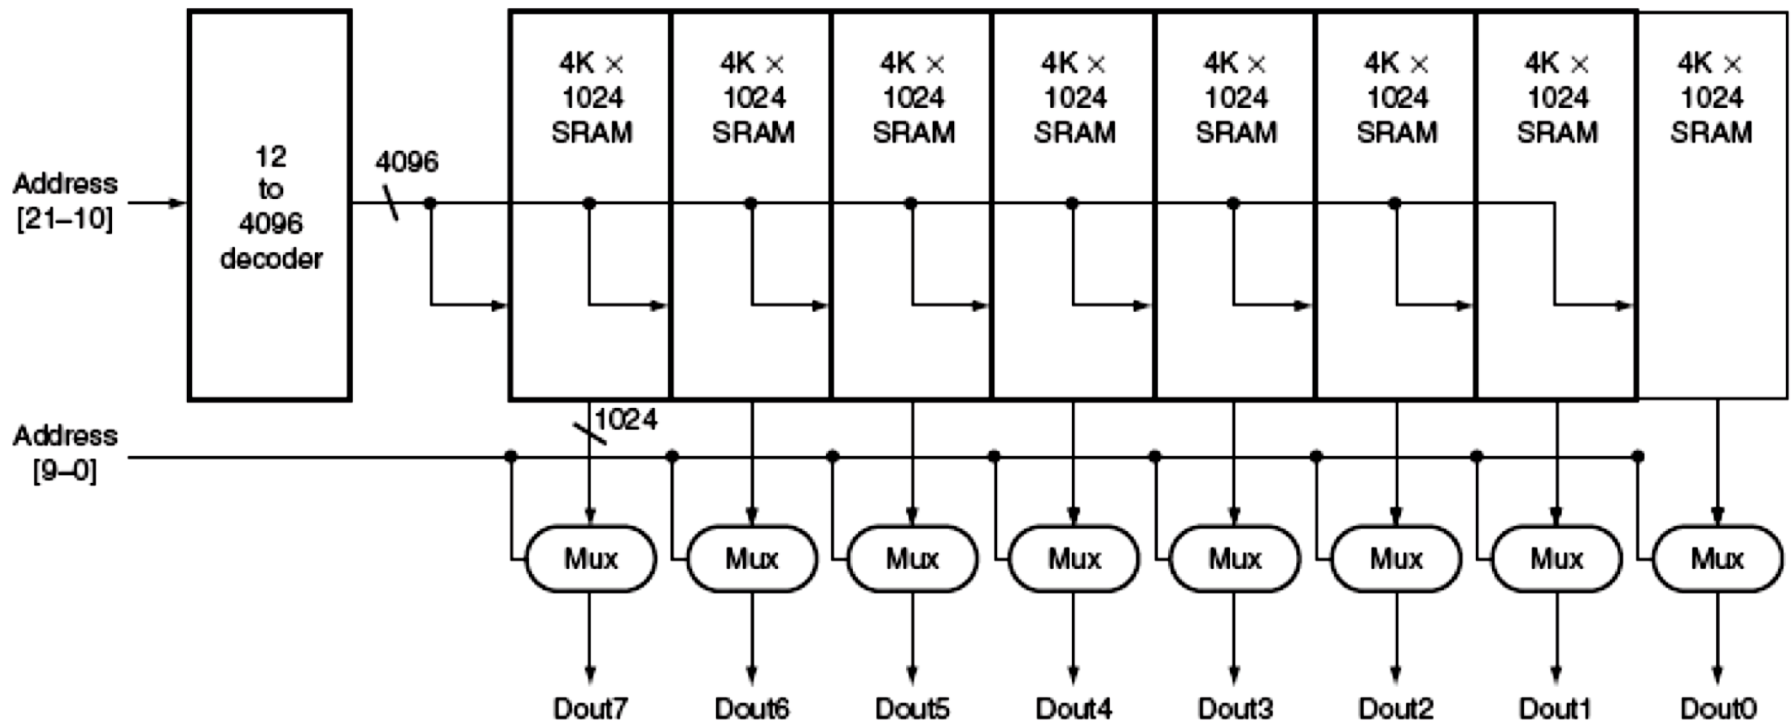 4K ×
1024
SRAM
4K ×
1024
SRAM
4K ×
1024
SRAM
4K ×
1024
SRAM
4K ×
1024
SRAM
4K ×
1024
SRAM
4K ×
1024
SRAM
4K ×
1024
SRAM
Address
[21–10]
12
to
4096
decoder
4096
Address
[9–0]
1024
Mux
Mux
Mux
Mux
Mux
Mux
Mux
Mux
Dout7
Dout6
Dout5
Dout4
Dout3
Dout2
Dout1
Dout0